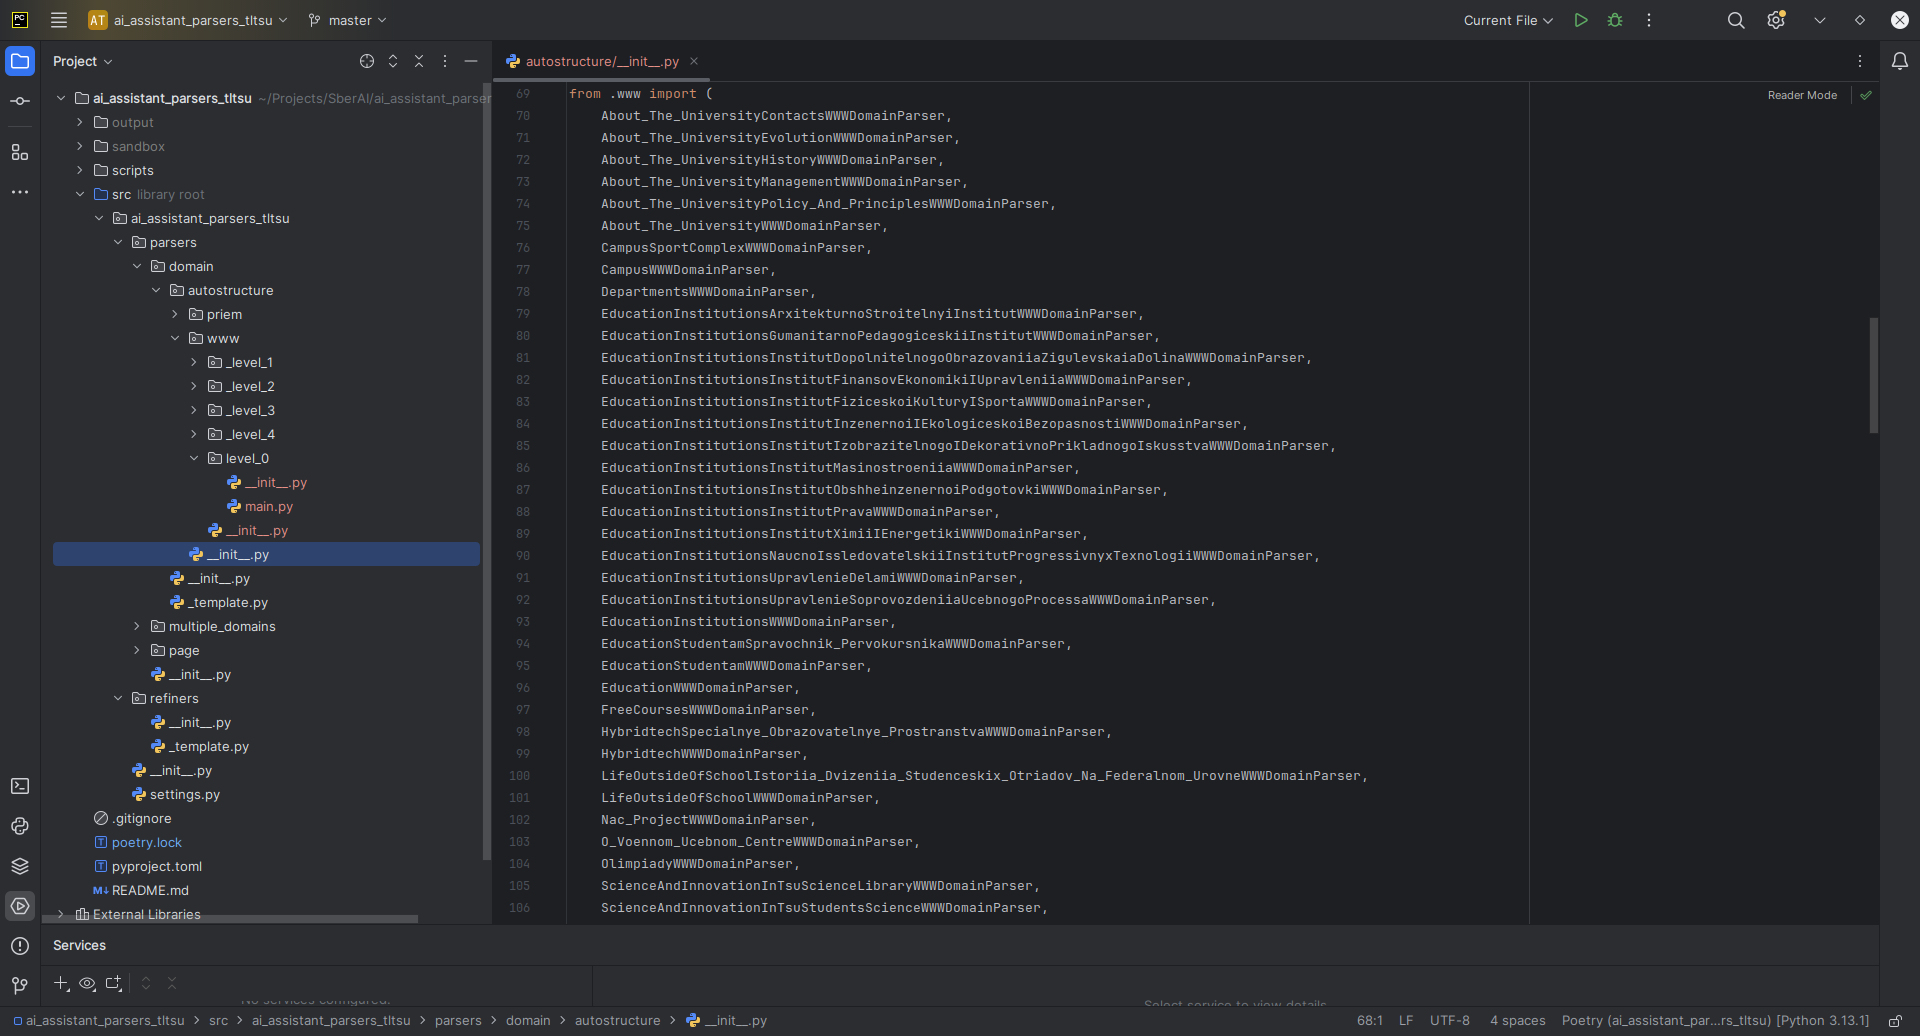 PC
AT ai_assistant_parsers_tltsu
master
Current File
Project
autostructure/__init__.py
Reader Mode
ai_assistant_parsers_tltsu ~/Projects/SberAI/ai_assistant_parser
output
sandbox
scripts
src library root
ai_assistant_parsers_tltsu
parsers
domain
autostructure
priem
www
_level_1
_level_2
_level_3
_level_4
level_0
__init__.py
main.py
__init__.py
__init__.py
__init__.py
_template.py
multiple_domains
page
__init__.py
refiners
__init__.py
_template.py
__init__.py
settings.py
.gitignore
poetry.lock
pyproject.toml
M↓ README.md
External Libraries
69 from .www import (
70 About_The_UniversityContactsWWWDomainParser,
71 About_The_UniversityEvolutionWWWDomainParser,
72 About_The_UniversityHistoryWWWDomainParser,
73 About_The_UniversityManagementWWWDomainParser,
74 About_The_UniversityPolicy_And_PrinciplesWWWDomainParser,
75 About_The_UniversityWWWDomainParser,
76 CampusSportComplexWWWDomainParser,
77 CampusWWWDomainParser,
78 DepartmentsWWWDomainParser,
79 EducationInstitutionsArxitekturnoStroitelnyiInstitutWWWDomainParser,
80 EducationInstitutionsGumanitarnoPedagogiceskiiInstitutWWWDomainParser,
81 EducationInstitutionsInstitutDopolnitelnogoObrazovaniiaZigulevskaiaDolinaWWWDomainParser,
82 EducationInstitutionsInstitutFinansovEkonomikiIUpravleniiaWWWDomainParser,
83 EducationInstitutionsInstitutFiziceskoiKulturyISportaWWWDomainParser,
84 EducationInstitutionsInstitutInzenernoiIEkologiceskoiBezopasnostiWWWDomainParser,
85 EducationInstitutionsInstitutIzobrazitelnogoIDekorativnoPrikladnogoIskusstvaWWWDomainParser,
86 EducationInstitutionsInstitutMasinostroeniiaWWWDomainParser,
87 EducationInstitutionsInstitutObshheinzenernoiPodgotovkiWWWDomainParser,
88 EducationInstitutionsInstitutPravaWWWDomainParser,
89 EducationInstitutionsInstitutXimiiIEnergetikiWWWDomainParser,
90 EducationInstitutionsNaucnoIssledovatelskiiInstitutProgressivnyxTexnologiiWWWDomainParser,
91 EducationInstitutionsUpravlenieDelamiWWWDomainParser,
92 EducationInstitutionsUpravlenieSoprovozdeniiaUcebnogoProcessaWWWDomainParser,
93 EducationInstitutionsWWWDomainParser,
94 EducationStudentamSpravochnik_PervokursnikaWWWDomainParser,
95 EducationStudentamWWWDomainParser,
96 EducationWWWDomainParser,
97 FreeCoursesWWWDomainParser,
98 HybridtechSpecialnye_Obrazovatelnye_ProstranstvaWWWDomainParser,
99 HybridtechWWWDomainParser,
100 LifeOutsideOfSchoolIstoriia_Dvizeniia_Studenceskix_Otriadov_Na_Federalnom_UrovneWWWDomainParser,
101 LifeOutsideOfSchoolWWWDomainParser,
102 Nac_ProjectWWWDomainParser,
103 O_Voennom_Ucebnom_CentreWWWDomainParser,
104 OlimpiadyWWWDomainParser,
105 ScienceAndInnovationInTsuScienceLibraryWWWDomainParser,
106 ScienceAndInnovationInTsuStudentsScienceWWWDomainParser,
Services
No services configured.
Select service to view details
ai_assistant_parsers_tltsu > src > ai_assistant_parsers_tltsu > parsers > domain > autostructure > __init__.py
68:1 LF UTF-8 4 spaces Poetry (ai_assistant_par...rs_tltsu) [Python 3.13.1]